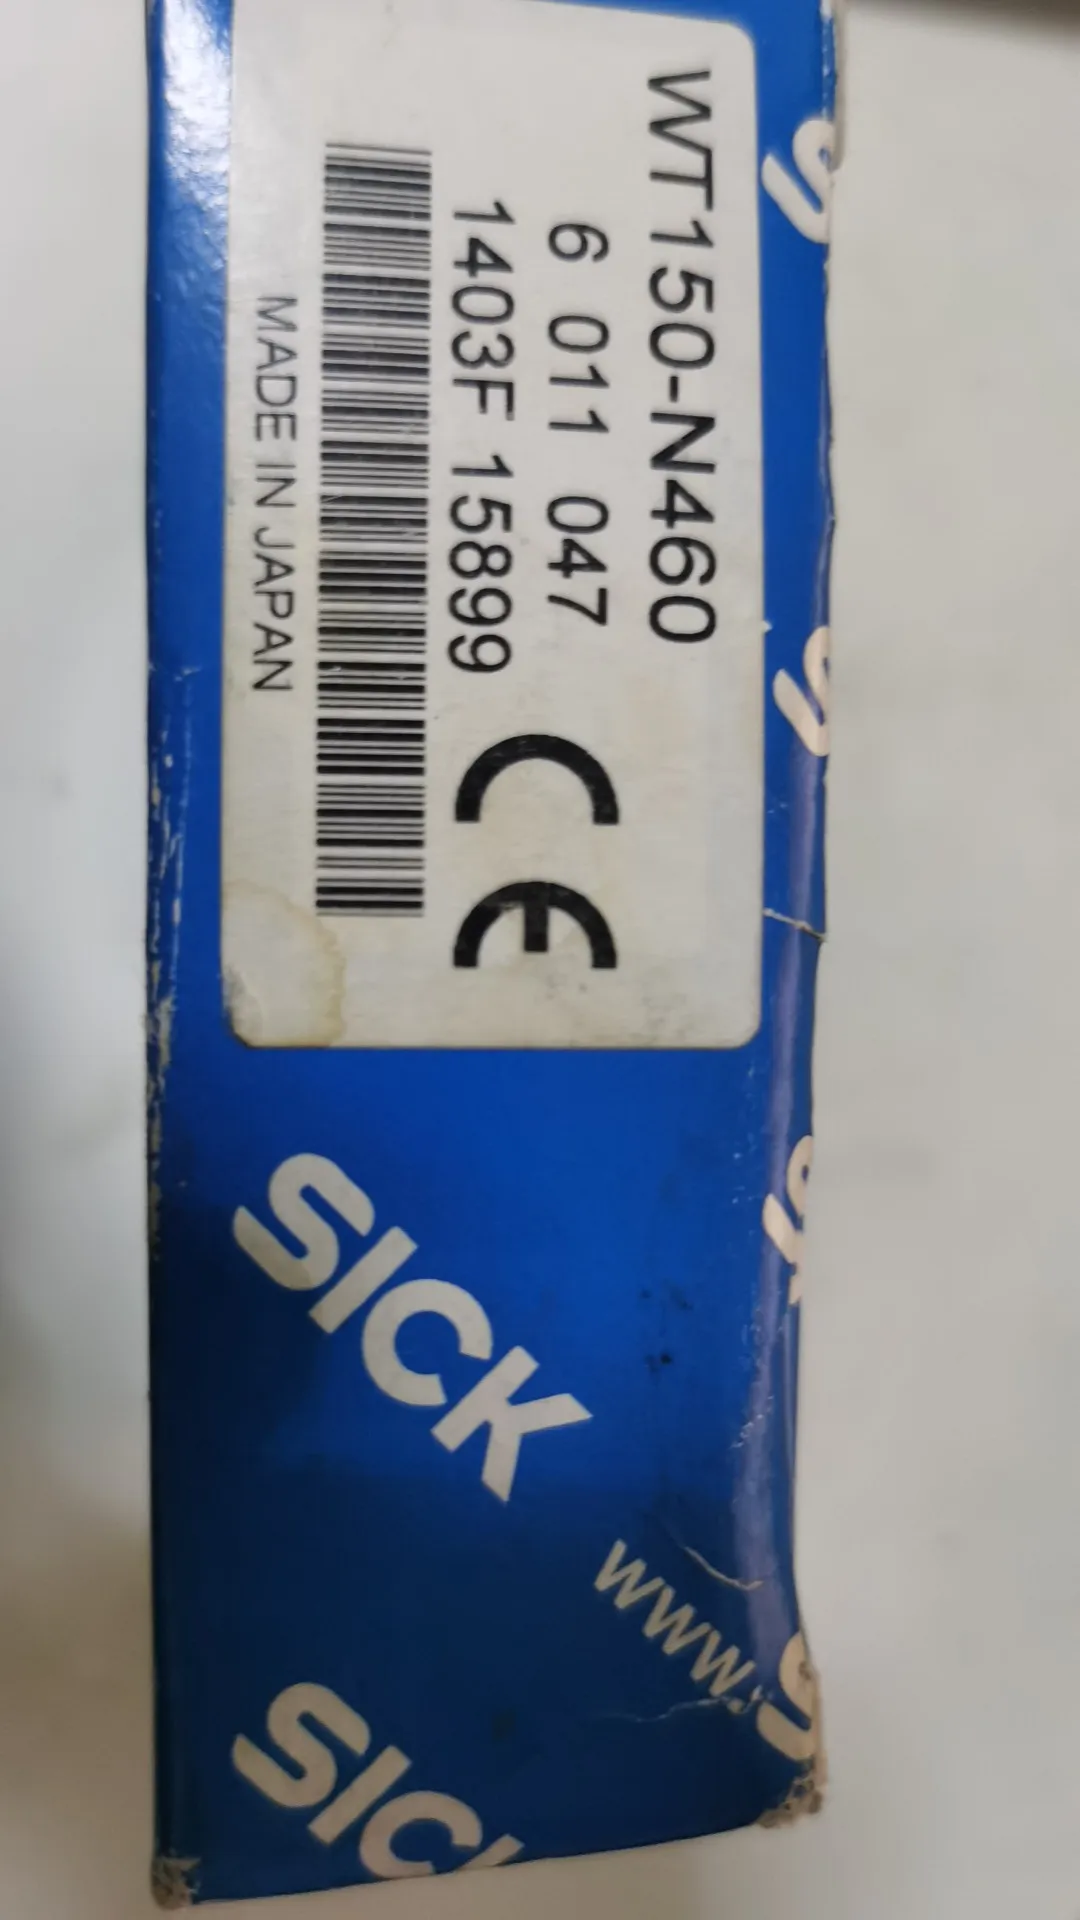 WT150-N460
6 011 047
1403F 15899
CE
MADE IN JAPAN
SICK
www.
SICK